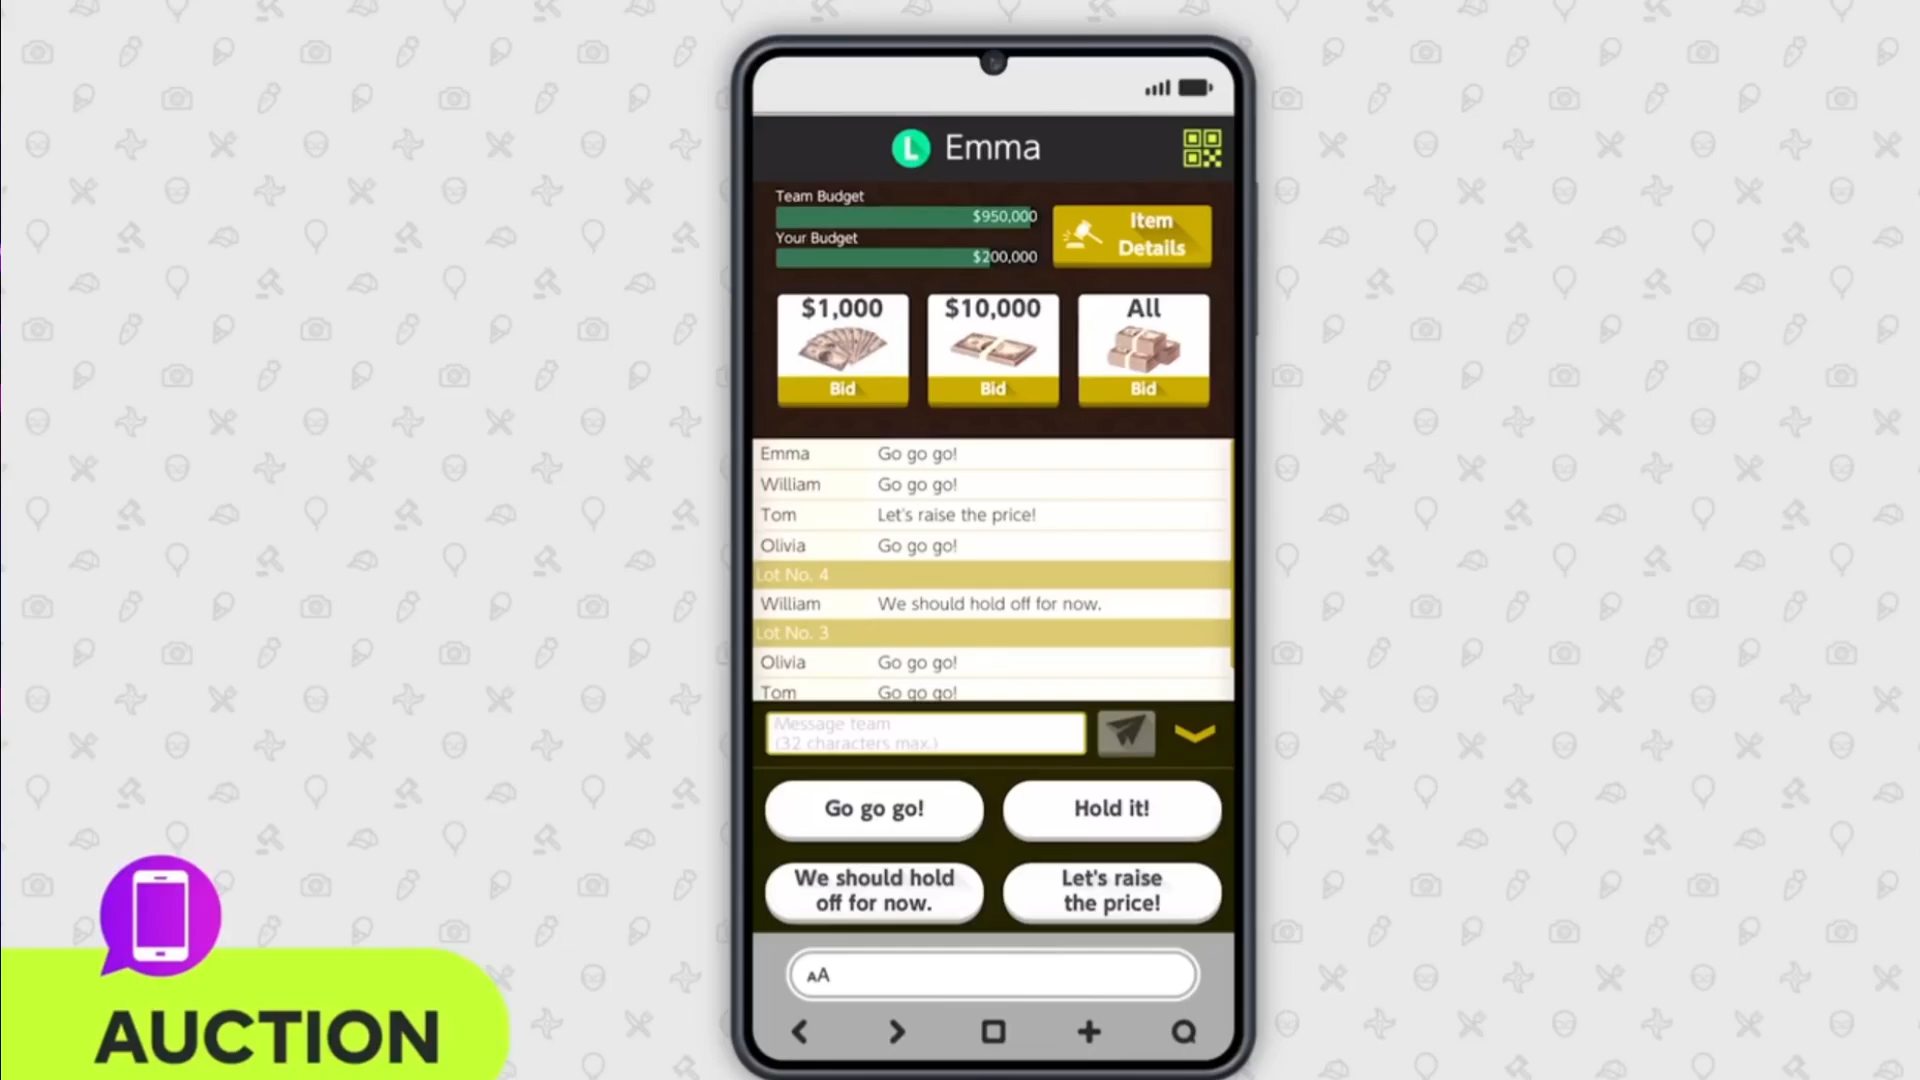 L Emma
Team Budget
$950,000
Your Budget
$200,000
Item
Details
$1,000
Bid
$10,000
Bid
All
Bid
Emma Go go go!
William Go go go!
Tom Let's raise the price!
Olivia Go go go!
Lot No. 4
William We should hold off for now.
Lot No. 3
Olivia Go go go!
Tom Go go go!
Message team
(32 characters max.)
Go go go!
Hold it!
We should hold
off for now.
Let's raise
the price!
AA
AUCTION